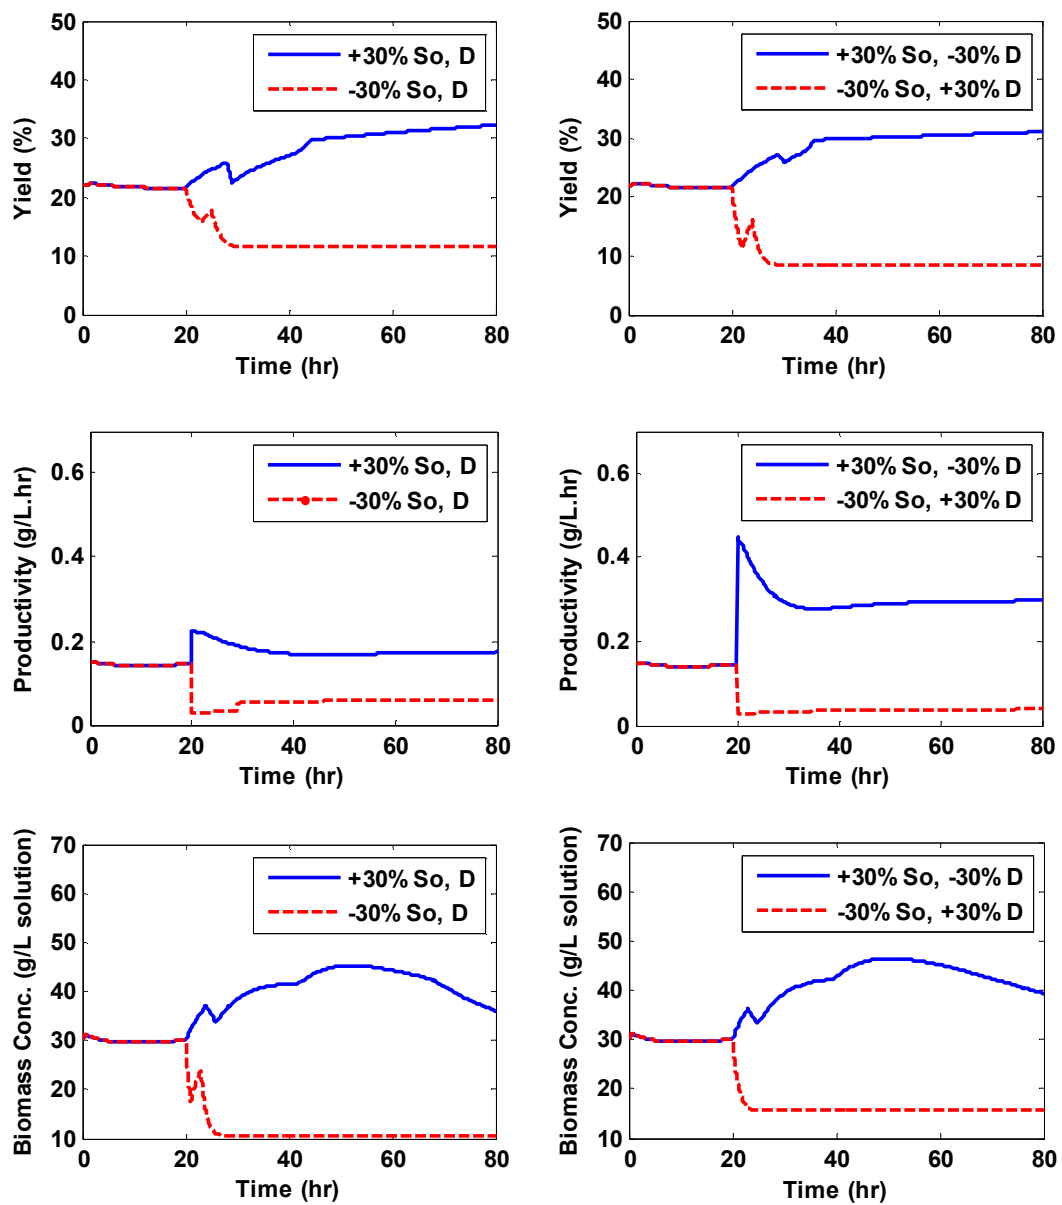 50
40
30
20
10
0
Yield (%)
+30% So, D
-30% So, D
0 20 40 60 80
Time (hr)
50
40
30
20
10
0
Yield (%)
+30% So, -30% D
-30% So, +30% D
0 20 40 60 80
Time (hr)
0.6
0.4
0.2
0
Productivity (g/L.hr)
+30% So, D
-30% So, D
0 20 40 60 80
Time (hr)
0.6
0.4
0.2
0
Productivity (g/L.hr)
+30% So, -30% D
-30% So, +30% D
0 20 40 60 80
Time (hr)
70
60
50
40
30
20
10
Biomass Conc. (g/L solution)
+30% So, D
-30% So, D
0 20 40 60 80
Time (hr)
70
60
50
40
30
20
10
Biomass Conc. (g/L solution)
+30% So, -30% D
-30% So, +30% D
0 20 40 60 80
Time (hr)